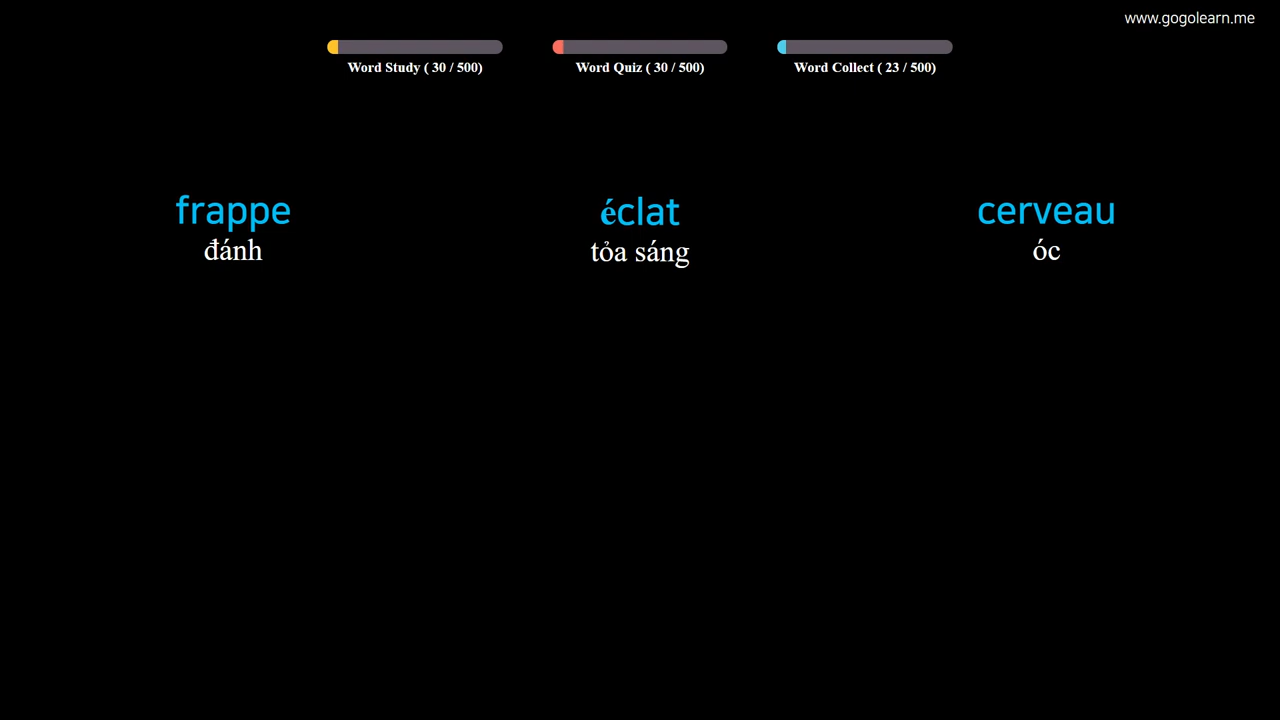 www.gogolearn.me
Word Study ( 30 / 500)
Word Quiz ( 30 / 500)
Word Collect ( 23 / 500)
frappe
đánh
éclat
tỏa sáng
cerveau
óc